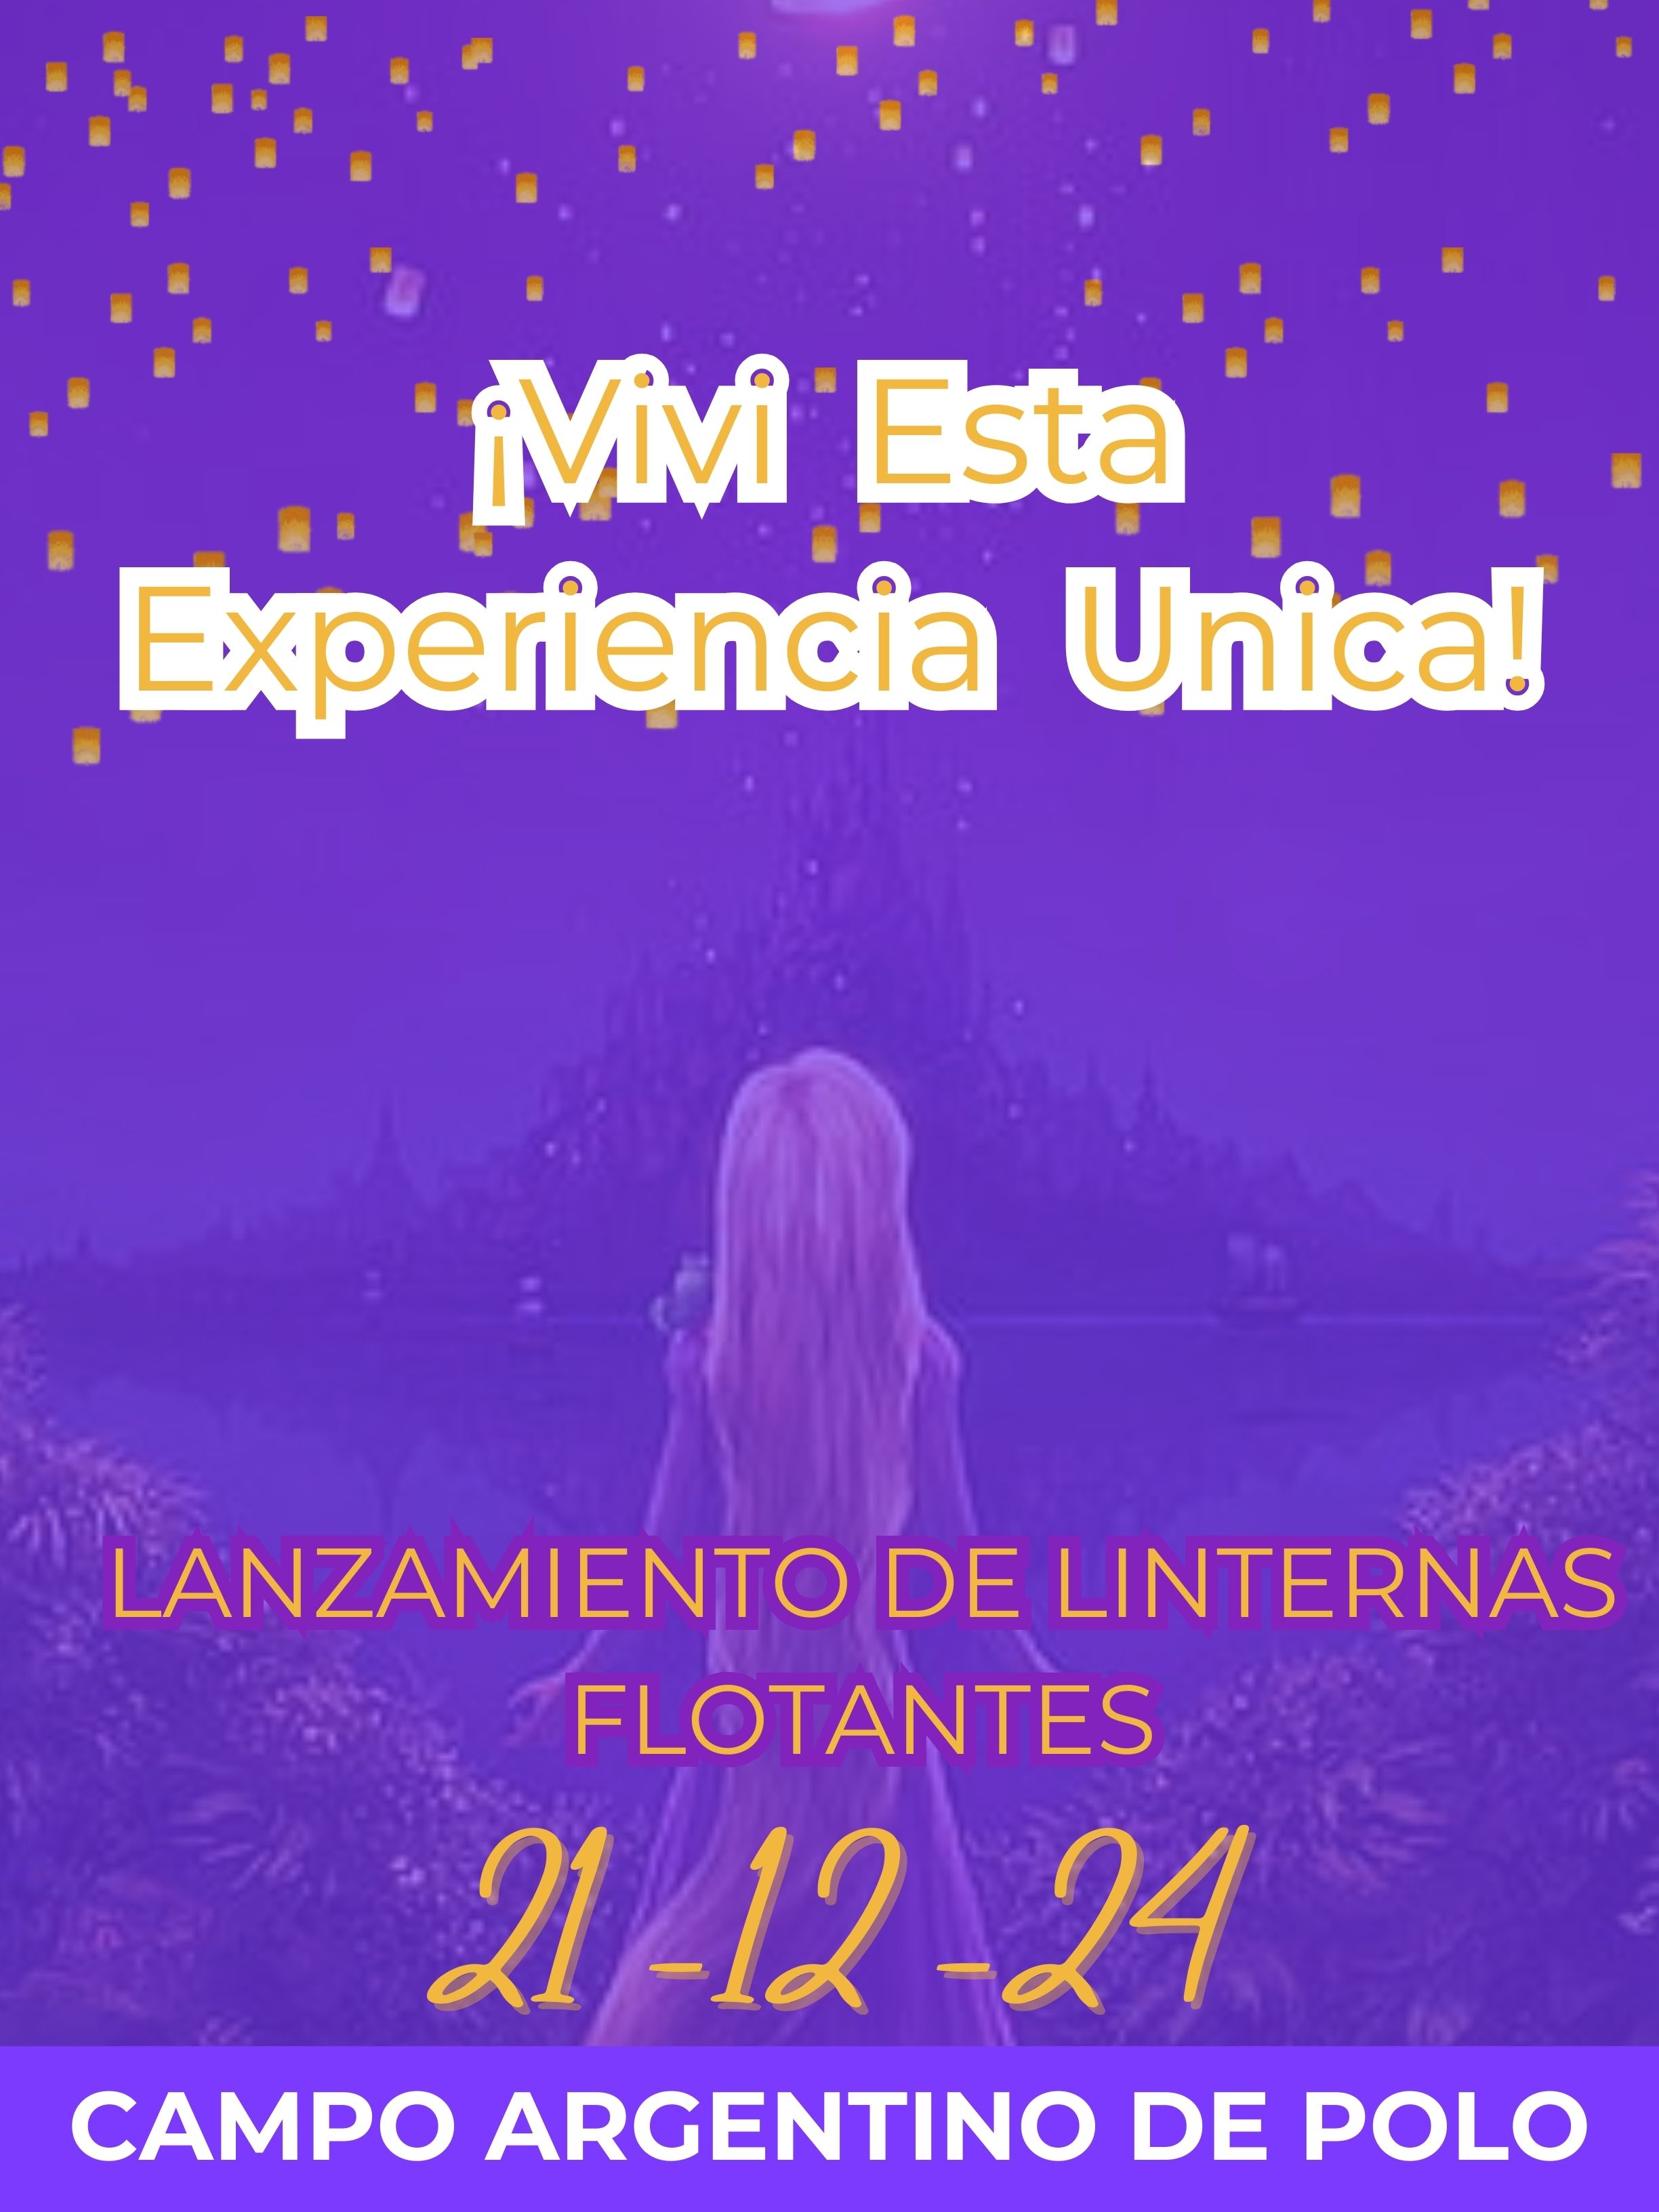 ¡Vivi Esta
Experiencia Unica!
LANZAMIENTO DE LINTERNAS
FLOTANTES
21-12-24
CAMPO ARGENTINO DE POLO